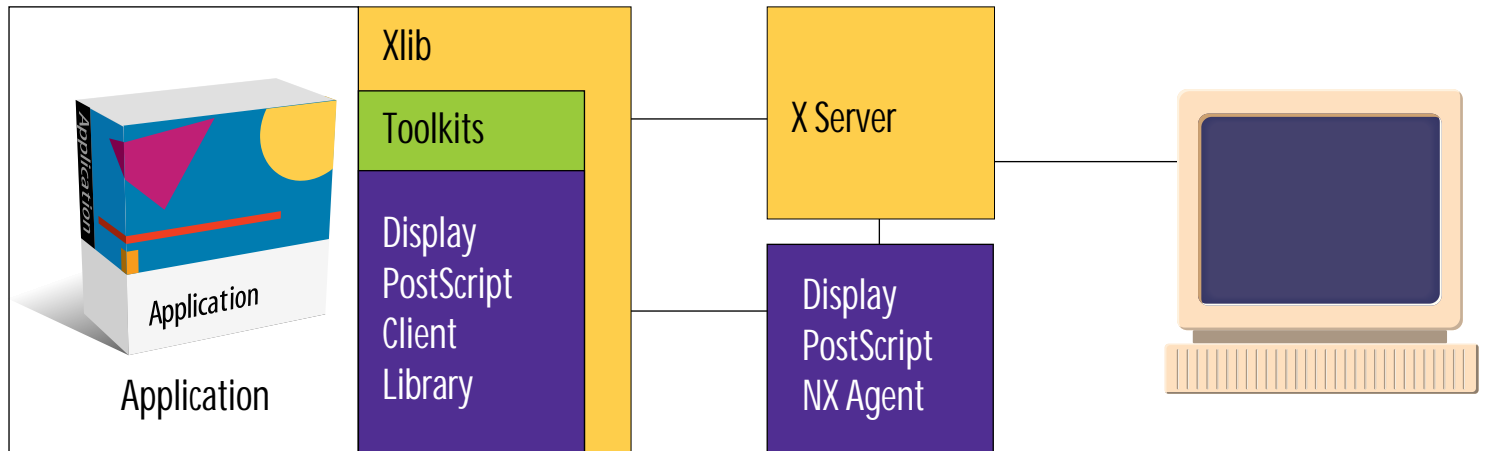 Application
Application
Application
Xlib
Toolkits
Display
PostScript
Client
Library
X Server
Display
PostScript
NX Agent